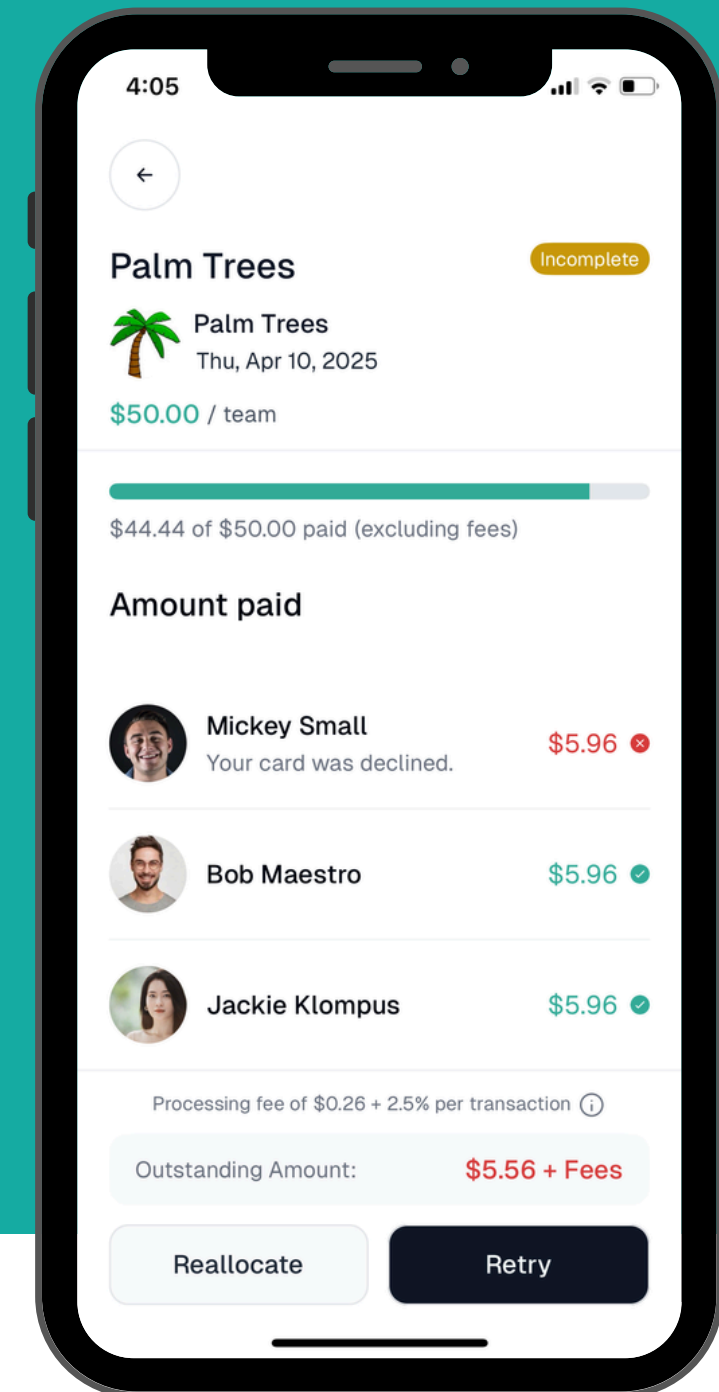 4:05
Palm Trees
Incomplete
Palm Trees
Thu, Apr 10, 2025
$50.00 / team
$44.44 of $50.00 paid (excluding fees)
Amount paid
Mickey Small
$5.96
Your card was declined.
Bob Maestro
$5.96
Jackie Klompus
$5.96
Processing fee of $0.26 + 2.5% per transaction
Outstanding Amount:
$5.56 + Fees
Reallocate
Retry